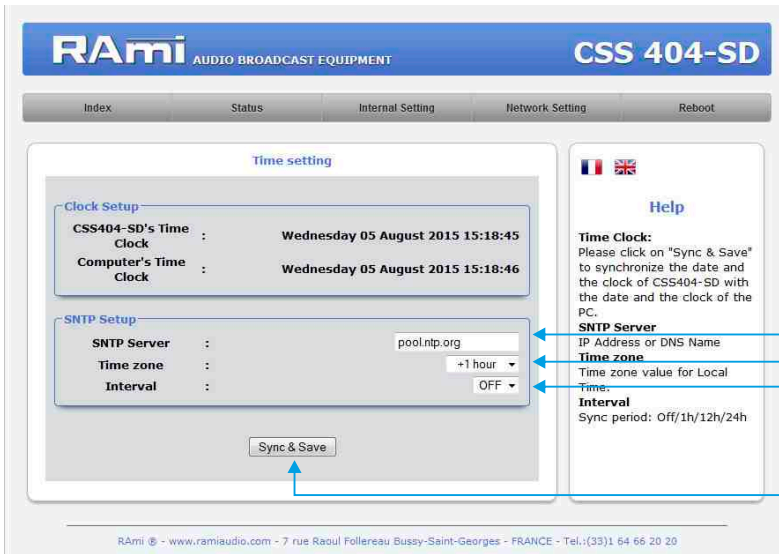 RAmi AUDIO BROADCAST EQUIPMENT CSS 404-SD
Index Status Internal Setting Network Setting Reboot
Time setting
Clock Setup
CSS404-SD's Time
Clock : Wednesday 05 August 2015 15:18:45
Computer's Time
Clock : Wednesday 05 August 2015 15:18:46
SNTP Setup
SNTP Server : pool.ntp.org
Time zone : +1 hour
Interval : OFF
Sync & Save
Help
Time Clock:
Please click on "Sync & Save"
to synchronize the date and
the clock of CSS404-SD with
the date and the clock of the
PC.
SNTP Server
IP Address or DNS Name
Time zone
Time zone value for Local
Time.
Interval
Sync period: Off/1h/12h/24h
RAmi ® - www.ramiaudio.com - 7 rue Raoul Follereau Bussy-Saint-Georges - FRANCE - Tel.:(33)1 64 66 20 20